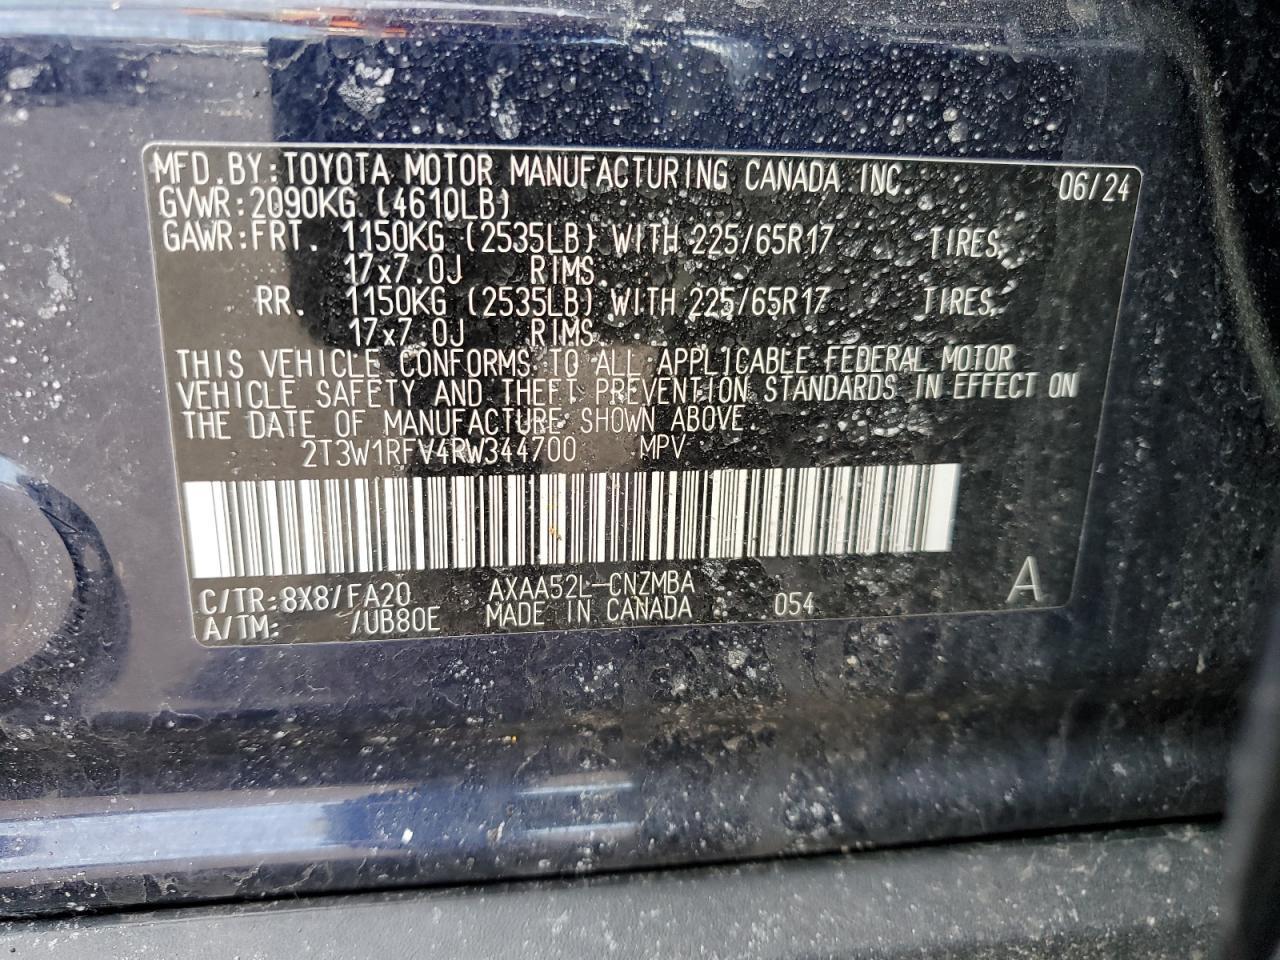 MFD.BY:TOYOTA MOTOR MANUFACTURING CANADA INC. 06/24
GVWR:2090KG (4610LB)
GAWR:FRT. 1150KG (2535LB) WITH 225/65R17 TIRES,
17x7.0J RIMS
RR. 1150KG (2535LB) WITH 225/65R17 TIRES,
17x7.0J RIMS
THIS VEHICLE CONFORMS TO ALL APPLICABLE FEDERAL MOTOR
VEHICLE SAFETY AND THEFT PREVENTION STANDARDS IN EFFECT ON
THE DATE OF MANUFACTURE SHOWN ABOVE.
2T3W1RFV4RW344700 MPV
C/TR:8X8/FA20 AXAA52L-CNZMBA A
A/TM: /UB80E MADE IN CANADA 054